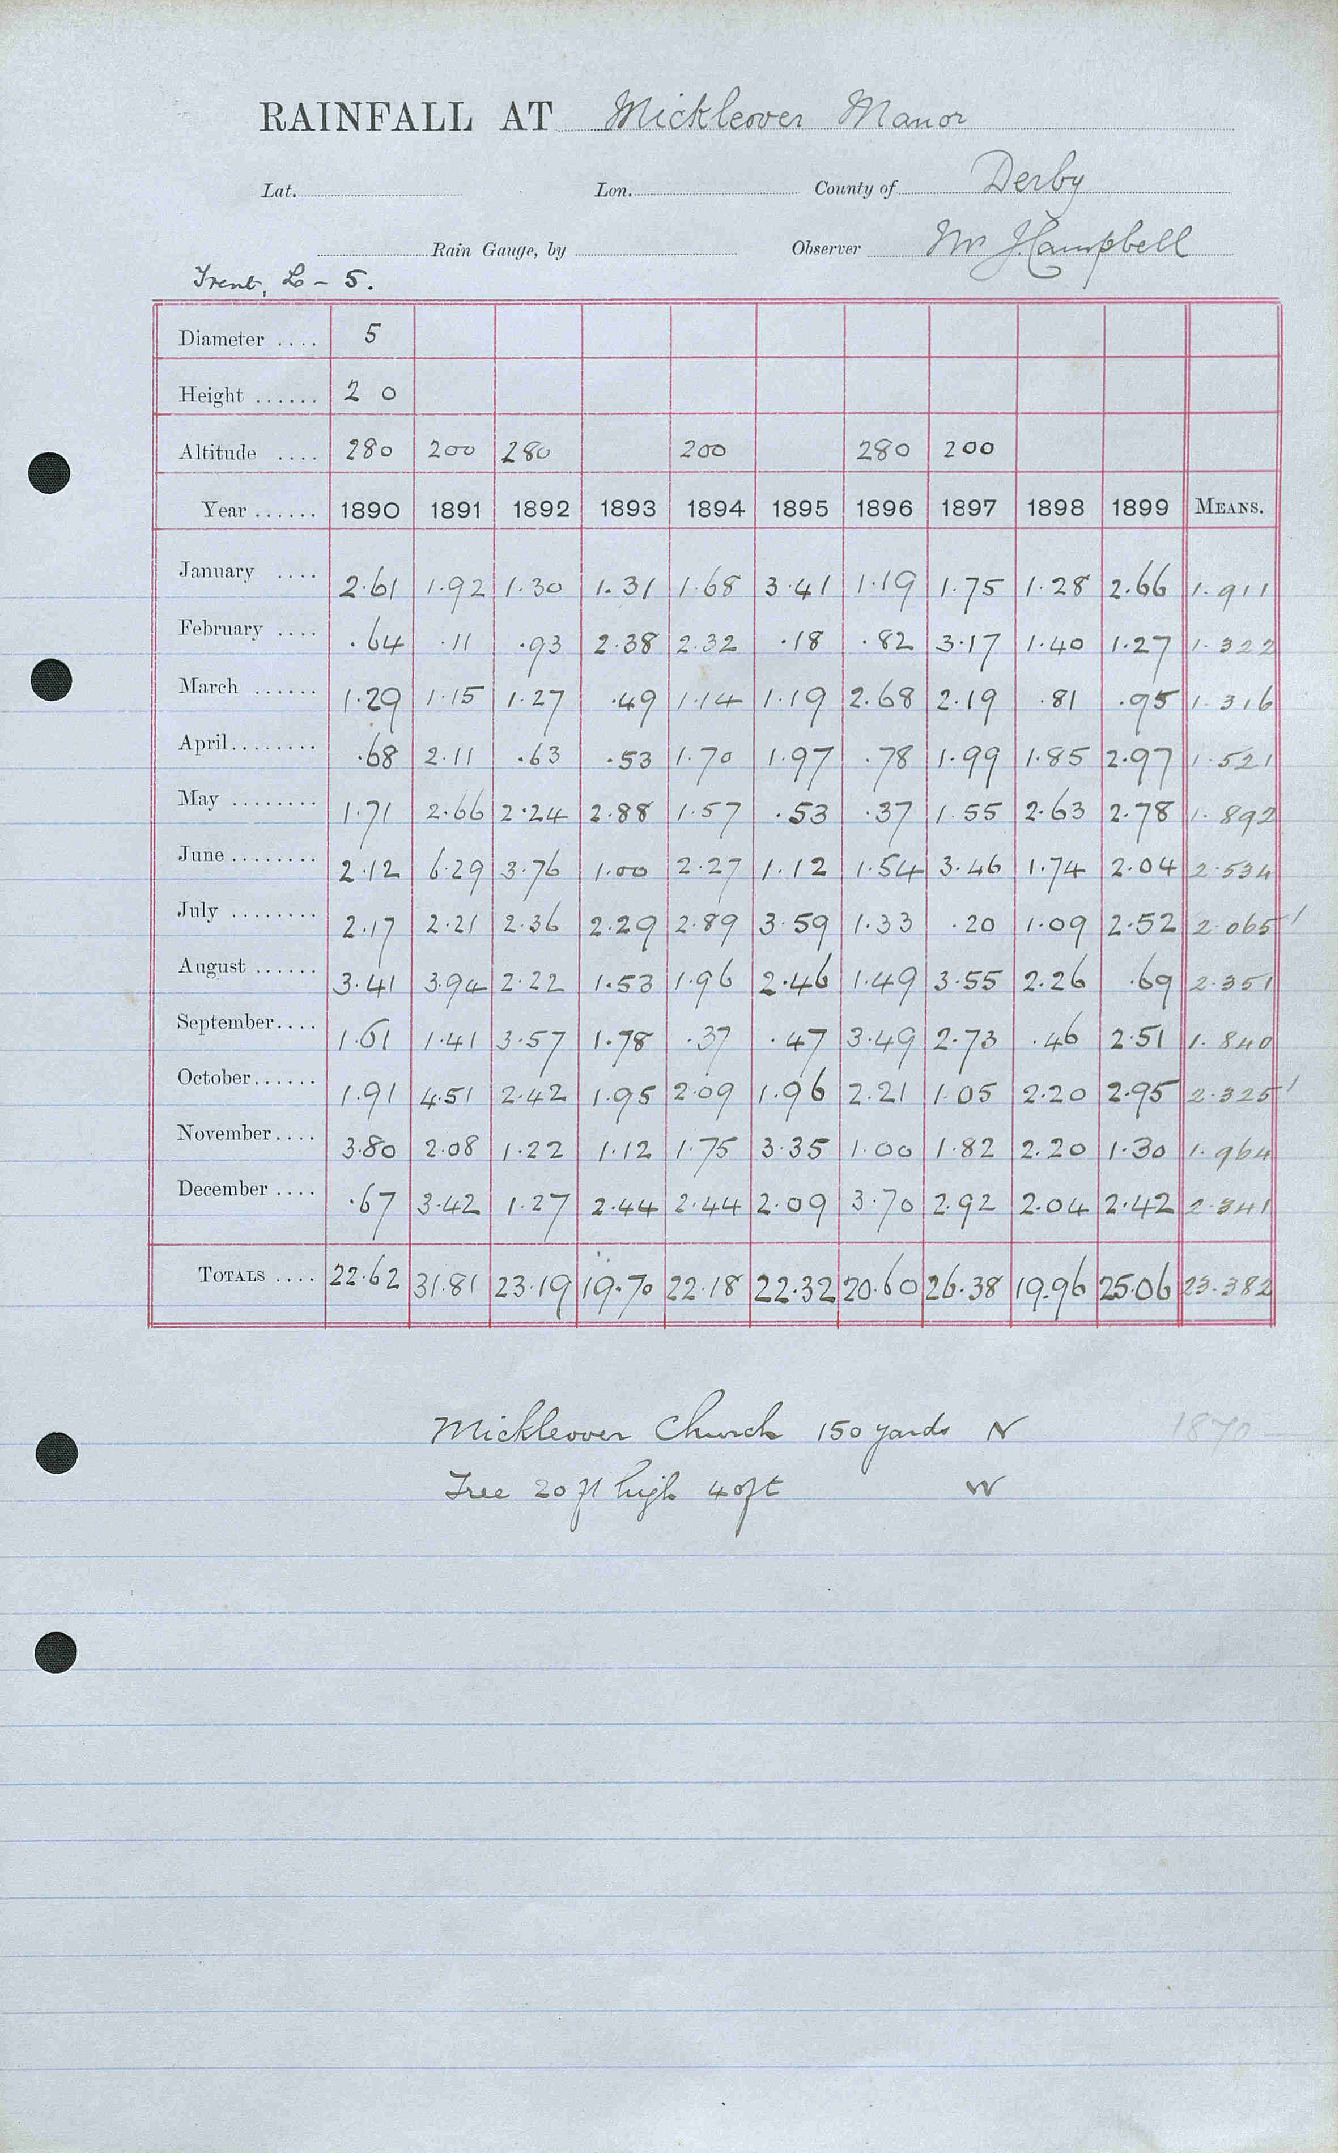 RAINFALL AT Mickleover Manor
Lat. Lon. County of Derby
Rain Gauge, by Observer Mr J. Campbell
Trent, L - 5.
Diameter .... 5
Height ...... 2 0
Altitude .... 280 200 280 200 280 200
Year ...... 1890 1891 1892 1893 1894 1895 1896 1897 1898 1899 MEANS.
January .... 2.61 1.92 1.30 1.31 1.68 3.41 1.19 1.75 1.28 2.66 1.911
February .... .64 .11 .93 2.38 2.32 .18 .82 3.17 1.40 1.27 1.322
March ...... 1.29 1.15 1.27 .49 1.14 1.19 2.68 2.19 .81 .95 1.316
April........ .68 2.11 .63 .53 1.70 1.97 .78 1.99 1.85 2.97 1.521
May ........ 1.71 2.66 2.24 2.88 1.57 .53 .37 1.55 2.63 2.78 1.892
June ........ 2.12 6.29 3.76 1.00 2.27 1.12 1.54 3.46 1.74 2.04 2.534
July ........ 2.17 2.21 2.36 2.29 2.89 3.59 1.33 .20 1.09 2.52 2.065 1
August ...... 3.41 3.94 2.22 1.53 1.96 2.46 1.49 3.55 2.26 .69 2.351
September.... 1.61 1.41 3.57 1.78 .37 .47 3.49 2.73 .46 2.51 1.840
October...... 1.91 4.51 2.42 1.95 2.09 1.96 2.21 1.05 2.20 2.95 2.325 1
November.... 3.80 2.08 1.22 1.12 1.75 3.35 1.00 1.82 2.20 1.30 1.964
December .... .67 3.42 1.27 2.44 2.44 2.09 3.70 2.92 2.04 2.42 2.341
TOTALS .... 22.62 31.81 23.19 19.70 22.18 22.32 20.60 26.38 19.96 25.06 23.382
Mickleover Church 150 yards N
1870
Tree 20 ft high 40ft W